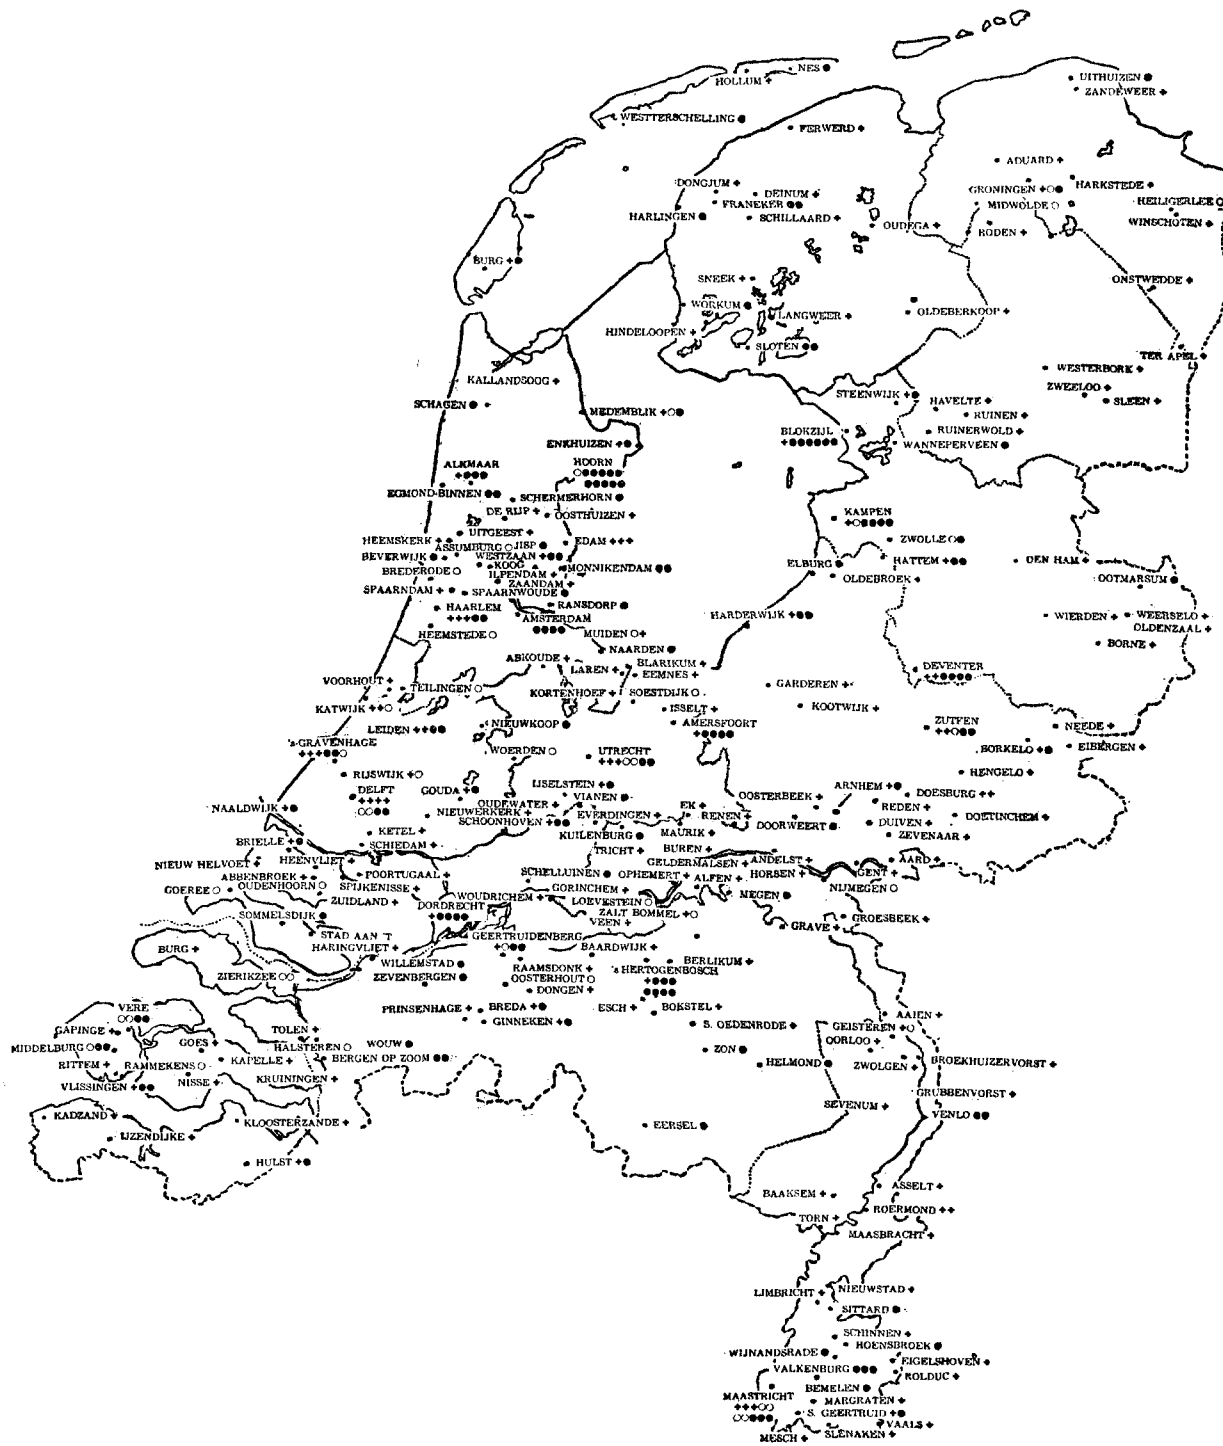 NES
HOLLUM
UITHUIZEN
ZANDEWEER
WESTTERSCHELLING
FERWERD
ADUARD
DONGJUM
DEINUM
GRONINGEN
HARKSTEDE
FRANEKER
MIDWOLDE
HEILIGERLEE
HARLINGEN
SCHILLAARD
OUDEGA
RODEN
WINSCHOTEN
BURG
SNEEK
ONSTWEDDE
WORKUM
LANGWEER
OLDEBERKOOP
HINDELOOPEN
SLOTEN
TER APEL
WESTERBORK
KALLANDSOOG
ZWEELOO
STEENWIJK
HAVELTE
SLEEN
SCHAGEN
MEDEMBLIK
RUINEN
BLOKZIJL
RUINERWOLD
ENKHUIZEN
WANNEPERVEEN
ALKMAAR
HOORN
EGMOND-BINNEN
SCHERMERHORN
DE RIJP
OOSTHUIZEN
KAMPEN
UITGEEST
HEEMSKERK
EDAM
ZWOLLE
ASSUMBURG
JISP
BEVERWIJK
WESTZAAN
HATTEM
DEN HAM
KOOG
MONNIKENDAM
ELBURG
BREDERODE
ILPENDAM
OLDEBROEK
OOTMARSUM
ZAANDAM
SPAARNDAM
SPAARNWOUDE
HAARLEM
RANSDORP
HARDERWIJK
WIERDEN
WEERSELO
AMSTERDAM
OLDENZAAL
HEEMSTEDE
MUIDEN
BORNE
NAARDEN
ABKOUDE
BLARIKUM
LAREN
DEVENTER
EEMNES
VOORHOUT
TEILINGEN
KORTENHOEF
SOESTDIJK
GARDEREN
KATWIJK
ISSELT
KOOTWIJK
LEIDEN
NIEUWKOOP
AMERSFOORT
ZUTFEN
NEEDE
's-GRAVENHAGE
WOERDEN
UTRECHT
BORKELO
EIBERGEN
RIJSWIJK
HENGELO
DELFT
GOUDA
IJSELSTEIN
ARNHEM
DOESBURG
OOSTERBEEK
VIANEN
NAALDWIJK
OUDEWATER
EK
REDEN
NIEUWERKERK
EVERDINGEN
RENEN
DOETINCHEM
SCHOONHOVEN
DOORWEERT
DUIVEN
KETEL
KUILENBURG
MAURIK
ZEVENAAR
BRIELLE
SCHIEDAM
TRICHT
BUREN
HEENVLIET
NIEUW HELVOET
GELDERMALSEN
ANDELST
AARD
ABBENBROEK
POORTUGAAL
SCHELLUINEN
OPHEMERT
HORSEN
GENT
OUDENHOORN
SPIJKENISSE
ALFEN
GOEREE
GORINCHEM
NIJMEGEN
WOUDRICHEM
MEGEN
ZUIDLAND
LOEVESTEIN
DORDRECHT
ZALT BOMMEL
SOMMELSDIJK
VEEN
GROESBEEK
GRAVE
STAD AAN 'T
HARINGVLIET
GEERTRUIDENBERG
BURG
BAARDWIJK
WILLEMSTAD
BERLIKUM
ZIERIKZEE
RAAMSDONK
's HERTOGENBOSCH
ZEVENBERGEN
OOSTERHOUT
DONGEN
VERE
PRINSENHAGE
BREDA
ESCH
BOKSTEL
AAIEN
GAPINGE
TOLEN
GINNEKEN
S. OEDENRODE
GEISTEREN
GOES
OORLOO
MIDDELBURG
HALSTEREN
WOUW
ZON
RITTEM
RAMMEKENS
KAPELLE
BERGEN OP ZOOM
HELMOND
ZWOLGEN
BROEKHUIZERVORST
VLISSINGEN
NISSE
KRUININGEN
GRUBBENVORST
SEVENUM
KADZAND
KLOOSTERZANDE
VENLO
EERSEL
IJZENDIJKE
HULST
ASSELT
BAAKSEM
ROERMOND
TORN
MAASBRACHT
LIMBRICHT
NIEUWSTAD
SITTARD
SCHINNEN
HOENSBROEK
WIJNANDSRADE
EIGELSHOVEN
VALKENBURG
ROLDUC
BEMELEN
MAASTRICHT
MARGRATEN
S. GEERTRUID
VAALS
SLENAKEN
MESCH